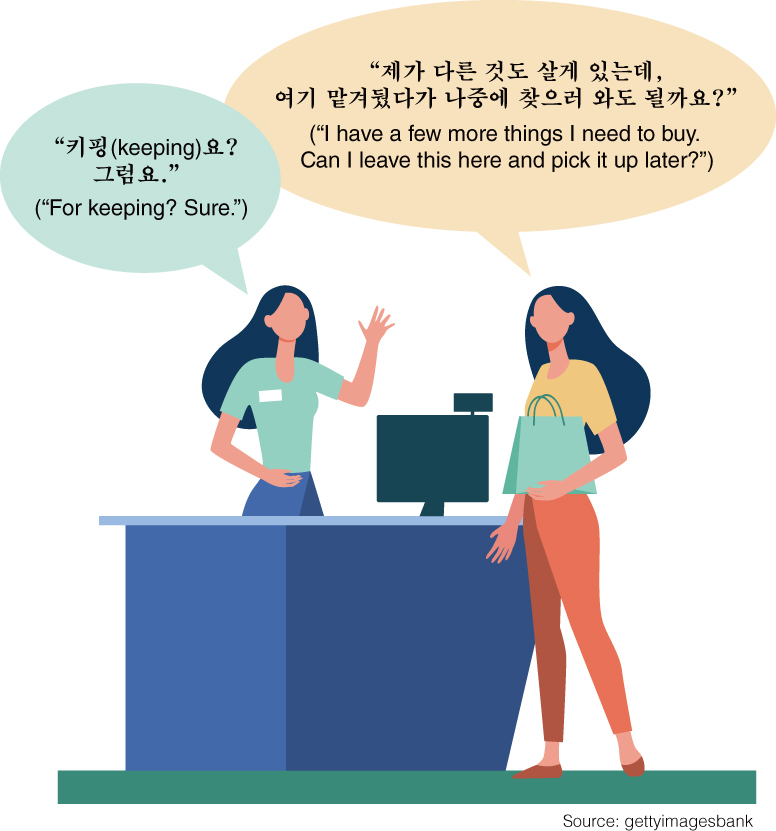 “제가 다른 것도 살게 있는데,
여기 맡겨뒀다가 나중에 찾으러 와도 될까요?”
(“I have a few more things I need to buy.
Can I leave this here and pick it up later?”)
“키핑(keeping)요?
그럼요.”
(“For keeping? Sure.”)
Source: gettyimagesbank